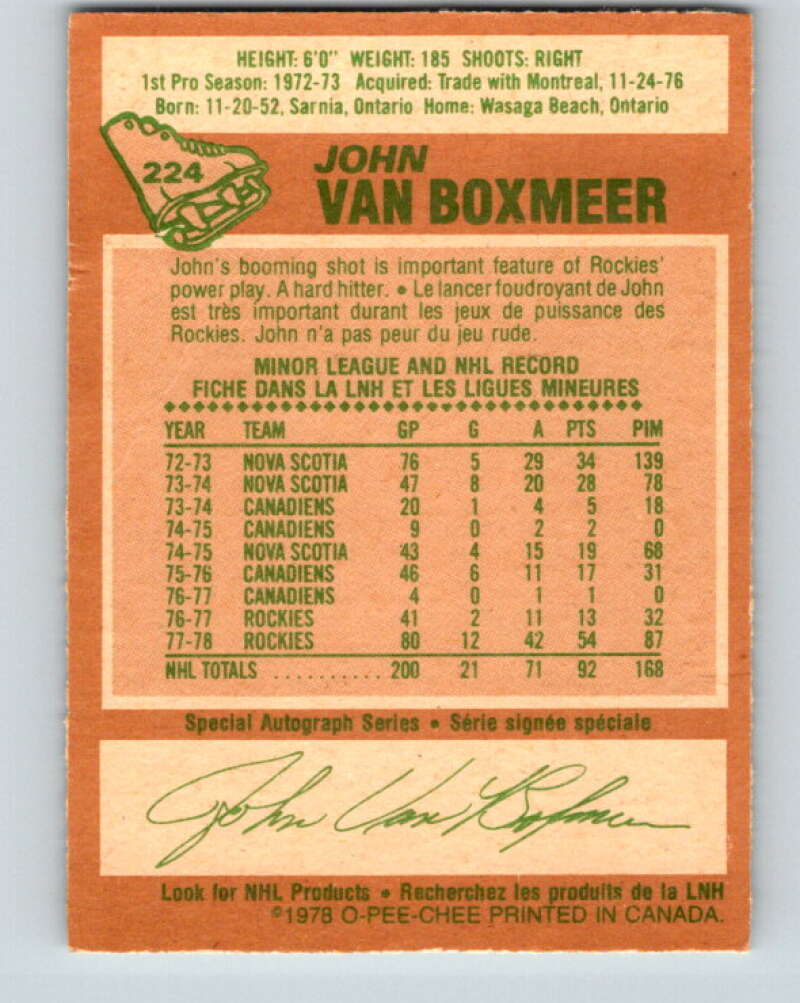 HEIGHT: 6'0" WEIGHT: 185 SHOOTS: RIGHT
1st Pro Season: 1972-73 Acquired: Trade with Montreal, 11-24-76
Born: 11-20-52, Sarnia, Ontario Home: Wasaga Beach, Ontario
224
JOHN
VAN BOXMEER
John's booming shot is important feature of Rockies'
power play. A hard hitter. • Le lancer foudroyant de John
est très important durant les jeux de puissance des
Rockies. John n'a pas peur du jeu rude.
MINOR LEAGUE AND NHL RECORD
FICHE DANS LA LNH ET LES LIGUES MINEURES
YEAR TEAM GP G A PTS PIM
72-73 NOVA SCOTIA 76 5 29 34 139
73-74 NOVA SCOTIA 47 8 20 28 78
73-74 CANADIENS 20 1 4 5 18
74-75 CANADIENS 9 0 2 2 0
74-75 NOVA SCOTIA 43 4 15 19 68
75-76 CANADIENS 46 6 11 17 31
76-77 CANADIENS 4 0 1 1 0
76-77 ROCKIES 41 2 11 13 32
77-78 ROCKIES 80 12 42 54 87
NHL TOTALS .......... 200 21 71 92 168
Special Autograph Series • Série signée spéciale
John Van Boxmeer
Look for NHL Products • Recherchez les produits de la LNH
©1978 O-PEE-CHEE PRINTED IN CANADA.